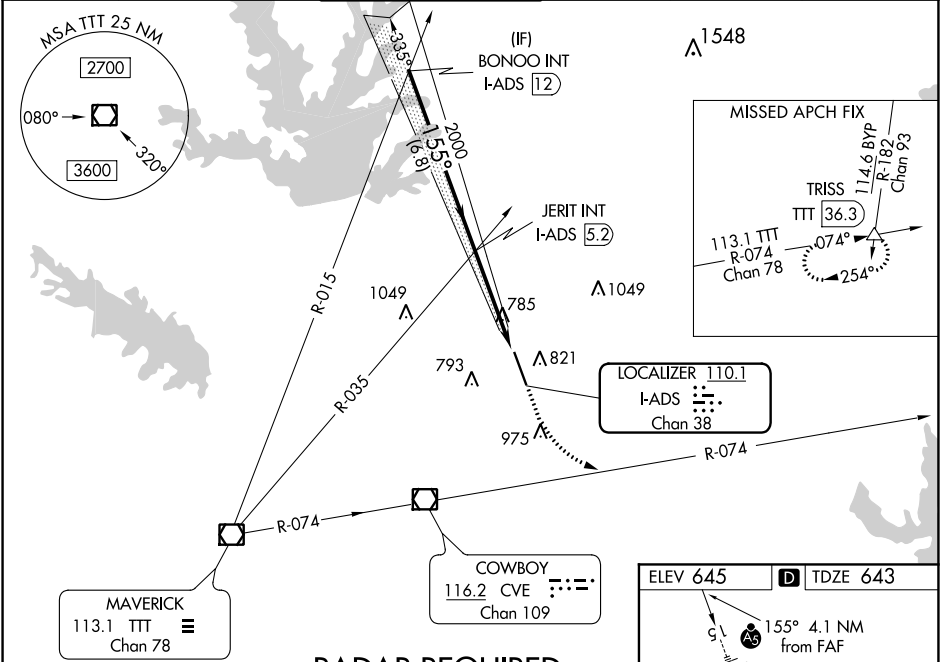 MSA TTT 25 NM
2700
080°
320°
3600
335°
(IF)
BONOO INT
I-ADS 12
1548
155°
2000
(6.8)
JERIT INT
I-ADS 5.2
MISSED APCH FIX
114.6 BYP
R-182
Chan 93
TRISS
TTT 36.3
113.1 TTT
R-074
Chan 78
074°
254°
R-015
1049
1049
785
R-035
793
821
LOCALIZER 110.1
I-ADS
Chan 38
975
R-074
R-074
COWBOY
116.2 CVE
Chan 109
MAVERICK
113.1 TTT
Chan 78
RADAR REQUIRED
ELEV 645
D
TDZE 643
15
A5
155° 4.1 NM
from FAF